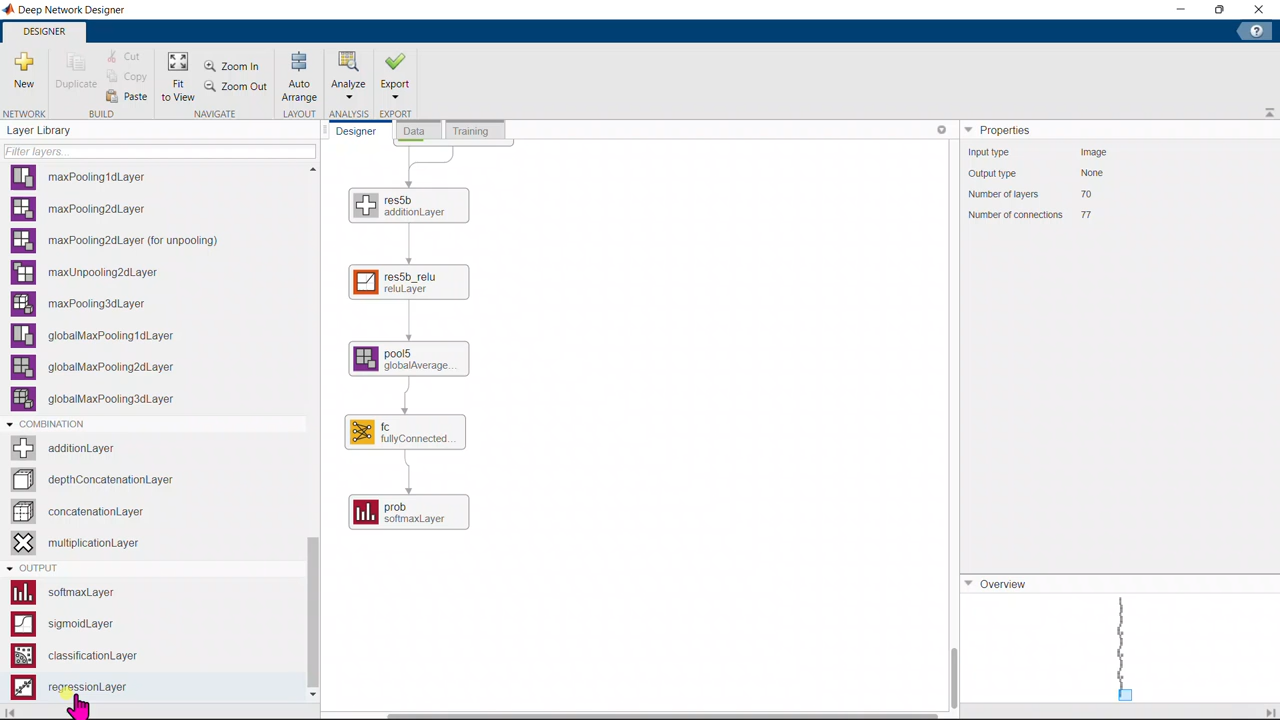 Deep Network Designer
DESIGNER
New
Duplicate
Cut
Copy
Paste
Fit
to View
Zoom In
Zoom Out
Auto
Arrange
Analyze
Export
NETWORK
BUILD
NAVIGATE
LAYOUT
ANALYSIS
EXPORT
Layer Library
Filter layers...
maxPooling1dLayer
maxPooling2dLayer
maxPooling2dLayer (for unpooling)
maxUnpooling2dLayer
maxPooling3dLayer
globalMaxPooling1dLayer
globalMaxPooling2dLayer
globalMaxPooling3dLayer
COMBINATION
additionLayer
depthConcatenationLayer
concatenationLayer
multiplicationLayer
OUTPUT
softmaxLayer
sigmoidLayer
classificationLayer
regressionLayer
Designer
Data
Training
res5b
additionLayer
res5b_relu
reluLayer
pool5
globalAverage...
fc
fullyConnected...
prob
softmaxLayer
Properties
Input type Image
Output type None
Number of layers 70
Number of connections 77
Overview